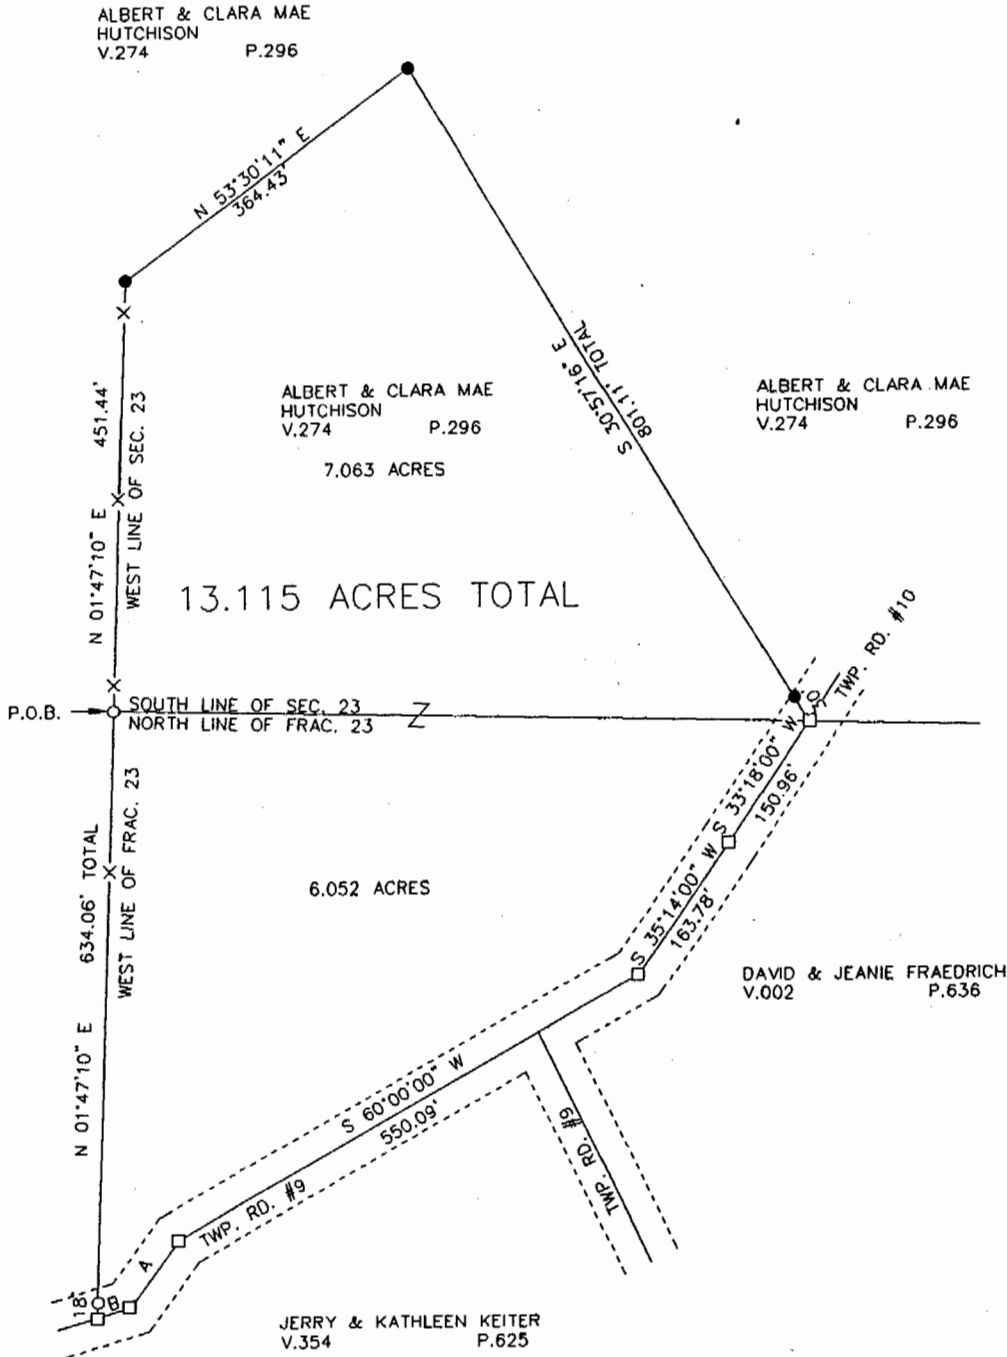 ALBERT & CLARA MAE
HUTCHISON
V.274 P.296
N 53°30'11" E
364.43'
S 30°57'16" E
801.11' TOTAL
451.44'
N 01°47'10" E
WEST LINE OF SEC. 23
ALBERT & CLARA MAE
HUTCHISON
V.274 P.296
7.063 ACRES
ALBERT & CLARA MAE
HUTCHISON
V.274 P.296
13.115 ACRES TOTAL
TWP. RD. #10
P.O.B.
SOUTH LINE OF SEC. 23
NORTH LINE OF FRAC. 23
Z
S 33°18'00" W
150.96'
634.06' TOTAL
N 01°47'10" E
WEST LINE OF FRAC. 23
6.052 ACRES
S 35°14'00" W
163.78'
DAVID & JEANIE FRAEDRICH
V.002 P.636
S 60°00'00" W
550.09'
TWP. RD. #9
TWP. RD. #9
A
B
18'
JERRY & KATHLEEN KEITER
V.354 P.625